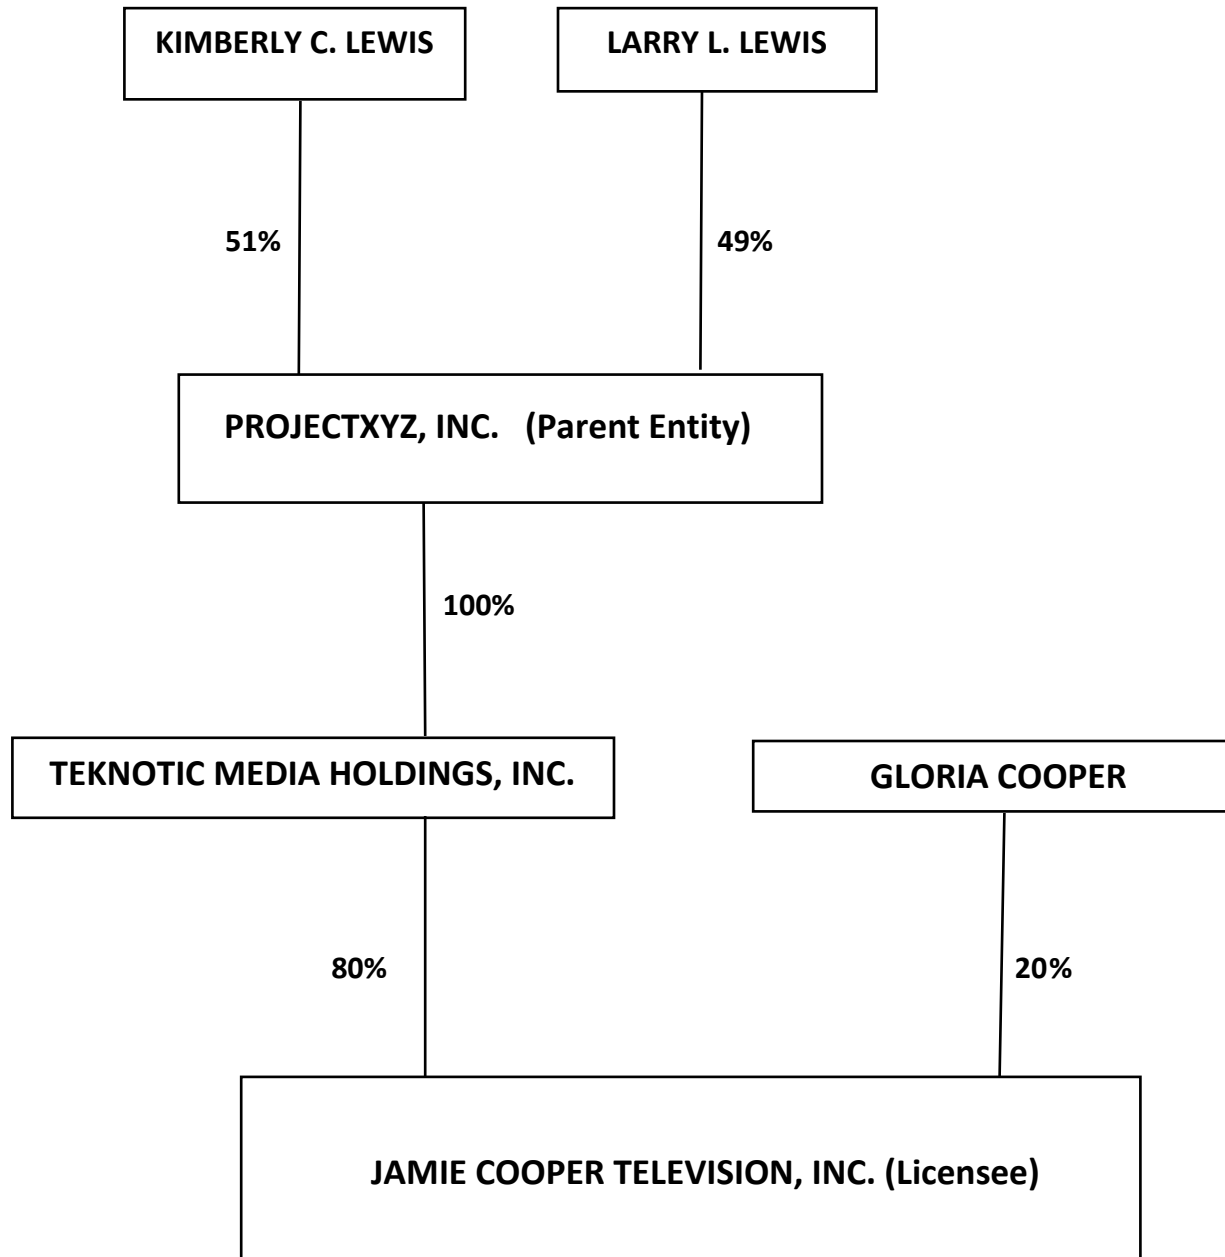 KIMBERLY C. LEWIS
LARRY L. LEWIS
51%
49%
PROJECTXYZ, INC. (Parent Entity)
100%
TEKNOTIC MEDIA HOLDINGS, INC.
GLORIA COOPER
80%
20%
JAMIE COOPER TELEVISION, INC. (Licensee)